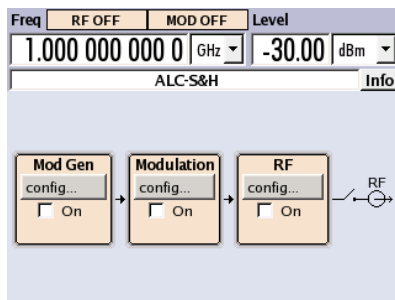 Freq RF OFF MOD OFF Level
1.000 000 000 0 GHz -30.00 dBm
ALC-S&H Info
Mod Gen Modulation RF
config... config... config... RF
On On On